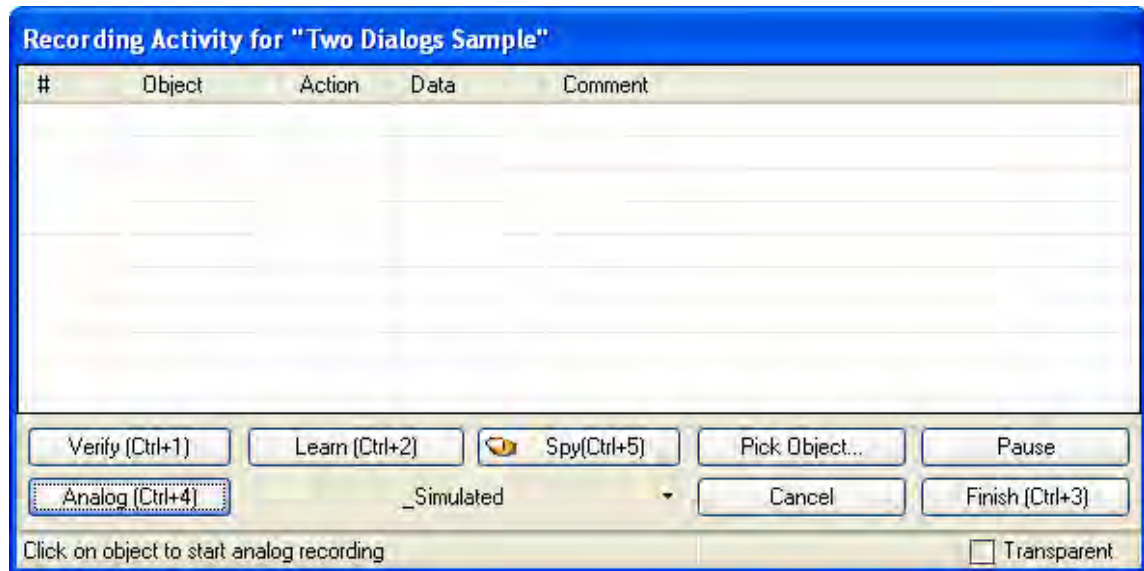 Recording Activity for "Two Dialogs Sample"
# Object Action Data Comment
Verify (Ctrl+1) Learn (Ctrl+2) Spy(Ctrl+5) Pick Object... Pause
Analog (Ctrl+4) _Simulated Cancel Finish (Ctrl+3)
Click on object to start analog recording Transparent